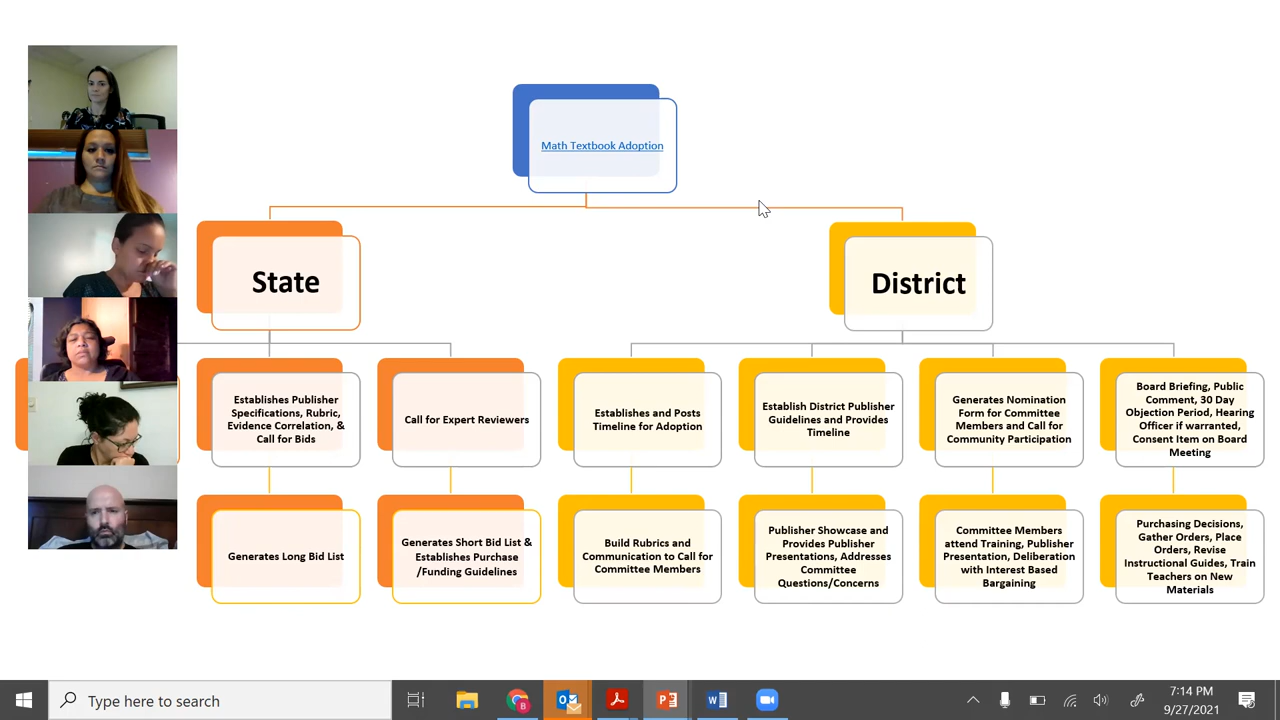 Math Textbook Adoption
State
District
Establishes Publisher
Specifications, Rubric,
Evidence Correlation, &
Call for Bids
Call for Expert Reviewers
Establishes and Posts
Timeline for Adoption
Establish District Publisher
Guidelines and Provides
Timeline
Generates Nomination
Form for Committee
Members and Call for
Community Participation
Board Briefing, Public
Comment, 30 Day
Objection Period, Hearing
Officer if warranted,
Consent Item on Board
Meeting
Generates Long Bid List
Generates Short Bid List &
Establishes Purchase
/Funding Guidelines
Build Rubrics and
Communication to Call for
Committee Members
Publisher Showcase and
Provides Publisher
Presentations, Addresses
Committee
Questions/Concerns
Committee Members
attend Training, Publisher
Presentation, Deliberation
with Interest Based
Bargaining
Purchasing Decisions,
Gather Orders, Place
Orders, Revise
Instructional Guides, Train
Teachers on New
Materials
Type here to search
7:14 PM
9/27/2021